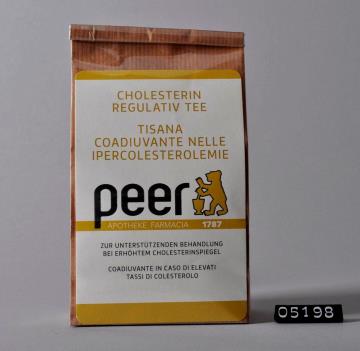 CHOLESTERIN
REGULATIV TEE
TISANA
COADIUVANTE NELLE
IPERCOLESTEROLEMIE
peer
APOTHEKE FARMACIA 1787
ZUR UNTERSTÜTZENDEN BEHANDLUNG
BEI ERHÖHTEM CHOLESTERINSPIEGEL
COADIUVANTE IN CASO DI ELEVATI
TASSI DI COLESTEROLO
05198